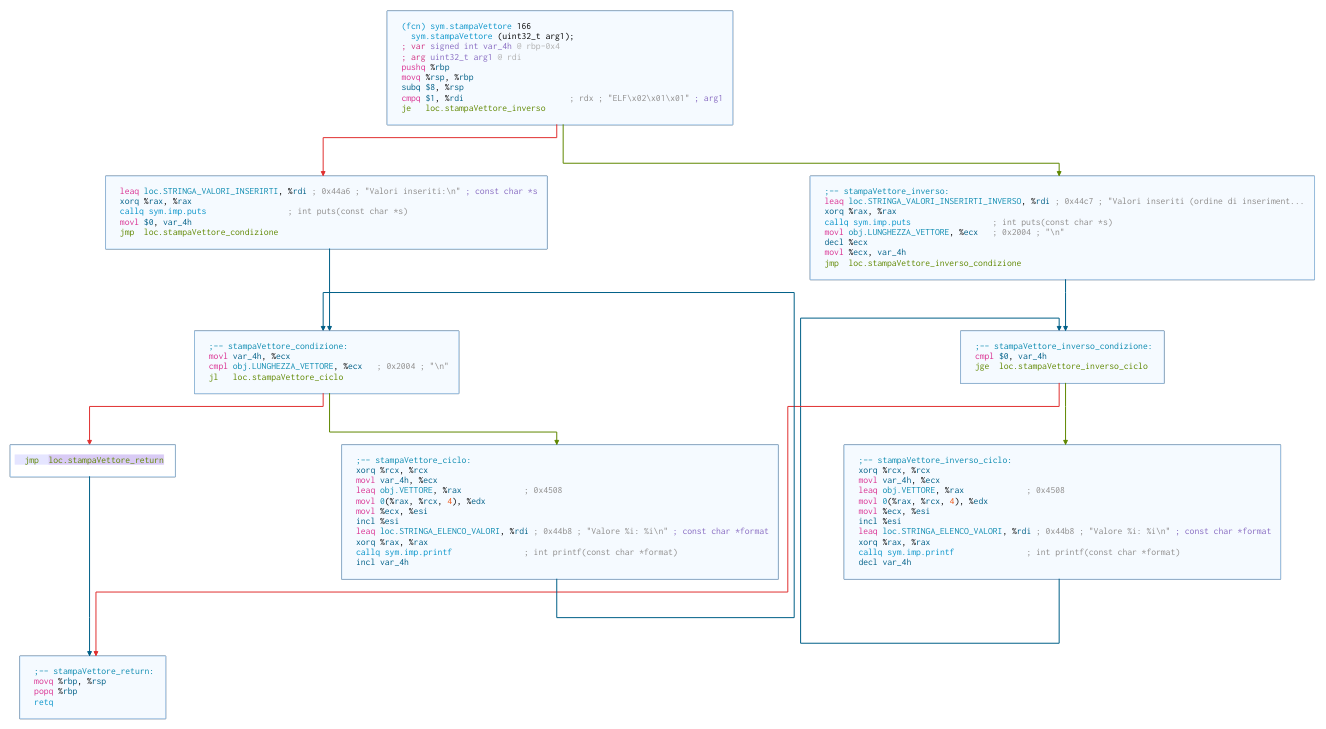 (fcn) sym.stampaVettore 166
sym.stampaVettore (uint32_t arg1);
; var signed int var_4h @ rbp-0x4
; arg uint32_t arg1 @ rdi
pushq %rbp
movq %rsp, %rbp
subq $8, %rsp
cmpq $1, %rdi ; rdx ; "ELF\x02\x01\x01" ; arg1
je loc.stampaVettore_inverso
leaq loc.STRINGA_VALORI_INSERIRTI, %rdi ; 0x44a6 ; "Valori inseriti:\n" ; const char *s
xorq %rax, %rax
callq sym.imp.puts ; int puts(const char *s)
movl $0, var_4h
jmp loc.stampaVettore_condizione
;-- stampaVettore_inverso:
leaq loc.STRINGA_VALORI_INSERIRTI_INVERSO, %rdi ; 0x44c7 ; "Valori inseriti (ordine di inseriment...
xorq %rax, %rax
callq sym.imp.puts ; int puts(const char *s)
movl obj.LUNGHEZZA_VETTORE, %ecx ; 0x2004 ; "\n"
decl %ecx
movl %ecx, var_4h
jmp loc.stampaVettore_inverso_condizione
;-- stampaVettore_condizione:
movl var_4h, %ecx
cmpl obj.LUNGHEZZA_VETTORE, %ecx ; 0x2004 ; "\n"
jl loc.stampaVettore_ciclo
;-- stampaVettore_inverso_condizione:
cmpl $0, var_4h
jge loc.stampaVettore_inverso_ciclo
jmp loc.stampaVettore_return
;-- stampaVettore_ciclo:
xorq %rcx, %rcx
movl var_4h, %ecx
leaq obj.VETTORE, %rax ; 0x4508
movl 0(%rax, %rcx, 4), %edx
movl %ecx, %esi
incl %esi
leaq loc.STRINGA_ELENCO_VALORI, %rdi ; 0x44b8 ; "Valore %i: %i\n" ; const char *format
xorq %rax, %rax
callq sym.imp.printf ; int printf(const char *format)
incl var_4h
;-- stampaVettore_inverso_ciclo:
xorq %rcx, %rcx
movl var_4h, %ecx
leaq obj.VETTORE, %rax ; 0x4508
movl 0(%rax, %rcx, 4), %edx
movl %ecx, %esi
incl %esi
leaq loc.STRINGA_ELENCO_VALORI, %rdi ; 0x44b8 ; "Valore %i: %i\n" ; const char *format
xorq %rax, %rax
callq sym.imp.printf ; int printf(const char *format)
decl var_4h
;-- stampaVettore_return:
movq %rbp, %rsp
popq %rbp
retq